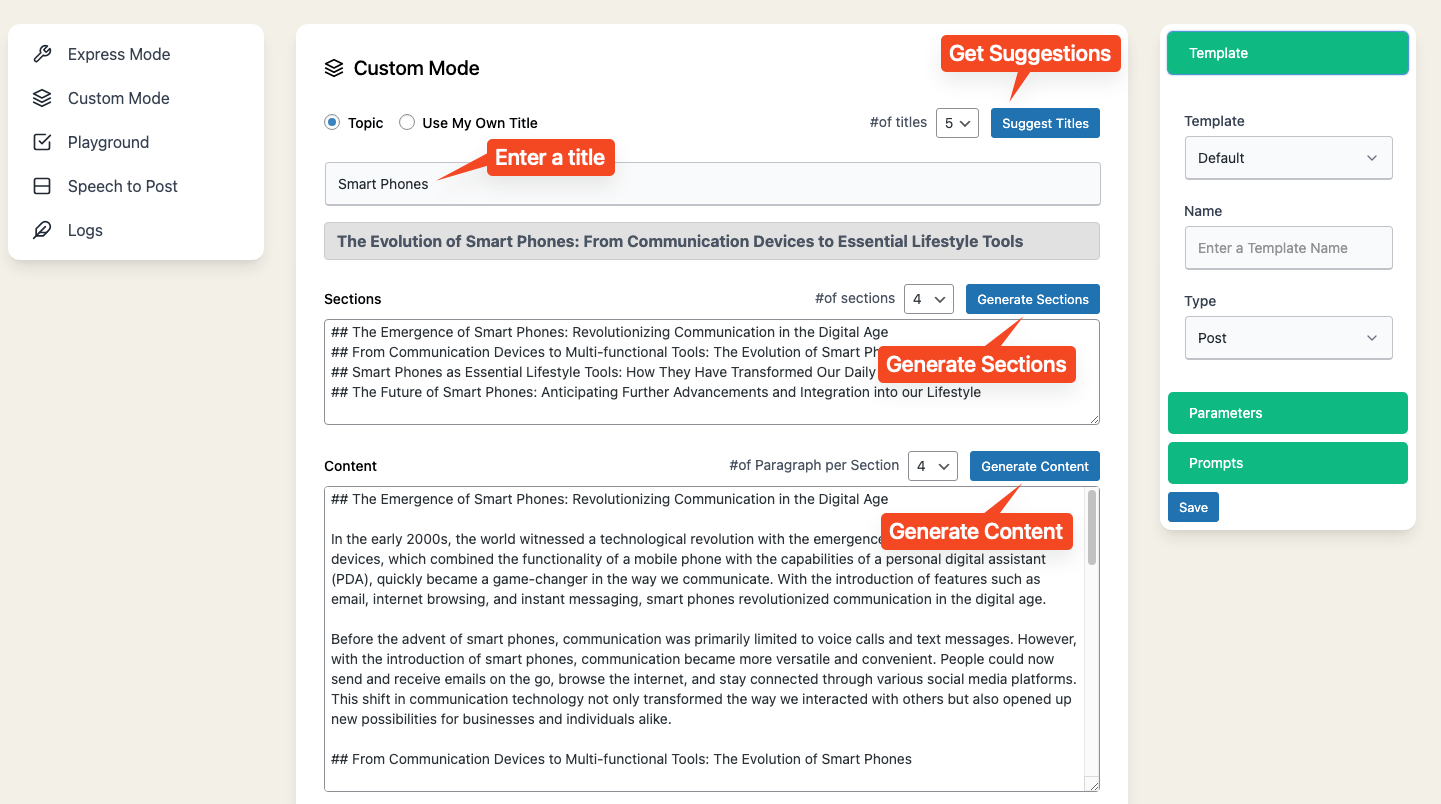 Express Mode
Custom Mode
Playground
Speech to Post
Logs
Custom Mode
Get Suggestions
Topic
Use My Own Title
#of titles
5
Suggest Titles
Enter a title
Smart Phones
The Evolution of Smart Phones: From Communication Devices to Essential Lifestyle Tools
Sections
#of sections
4
Generate Sections
## The Emergence of Smart Phones: Revolutionizing Communication in the Digital Age
## From Communication Devices to Multi-functional Tools: The Evolution of Smart
## Smart Phones as Essential Lifestyle Tools: How They Have Transformed Our Daily
## The Future of Smart Phones: Anticipating Further Advancements and Integration into our Lifestyle
Generate Sections
Content
#of Paragraph per Section
4
Generate Content
## The Emergence of Smart Phones: Revolutionizing Communication in the Digital Age
Generate Content
In the early 2000s, the world witnessed a technological revolution with the
devices, which combined the functionality of a mobile phone with the capabilities of a personal digital assistant
(PDA), quickly became a game-changer in the way we communicate. With the introduction of features such as
email, internet browsing, and instant messaging, smart phones revolutionized communication in the digital age.
Before the advent of smart phones, communication was primarily limited to voice calls and text messages. However,
with the introduction of smart phones, communication became more versatile and convenient. People could now
send and receive emails on the go, browse the internet, and stay connected through various social media platforms.
This shift in communication technology not only transformed the way we interacted with others but also opened up
new possibilities for businesses and individuals alike.
## From Communication Devices to Multi-functional Tools: The Evolution of Smart Phones
Template
Template
Default
Name
Enter a Template Name
Type
Post
Parameters
Prompts
Save